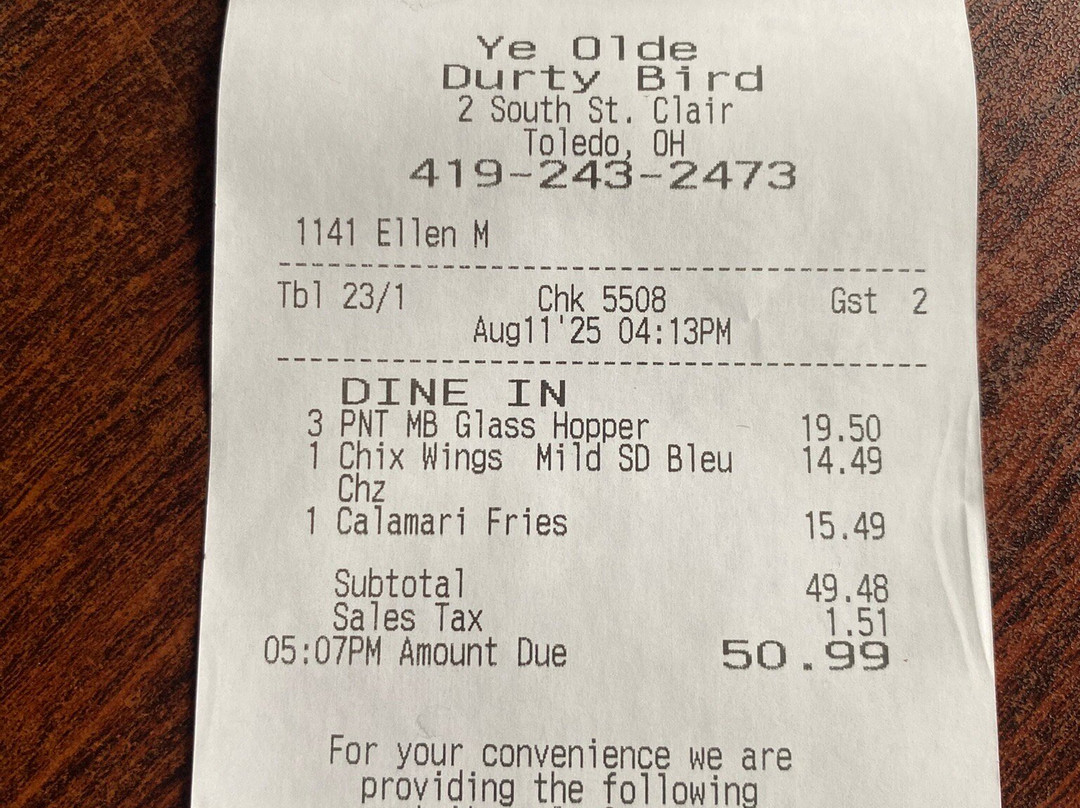 Ye Olde
Durty Bird
2 South St. Clair
Toledo, OH
419-243-2473
1141 Ellen M
Tbl 23/1 Chk 5508 Gst 2
Aug11'25 04:13PM
DINE IN
3 PNT MB Glass Hopper 19.50
1 Chix Wings Mild SD Bleu 14.49
Chz
1 Calamari Fries 15.49
Subtotal 49.48
Sales Tax 1.51
05:07PM Amount Due 50.99
For your convenience we are
providing the following